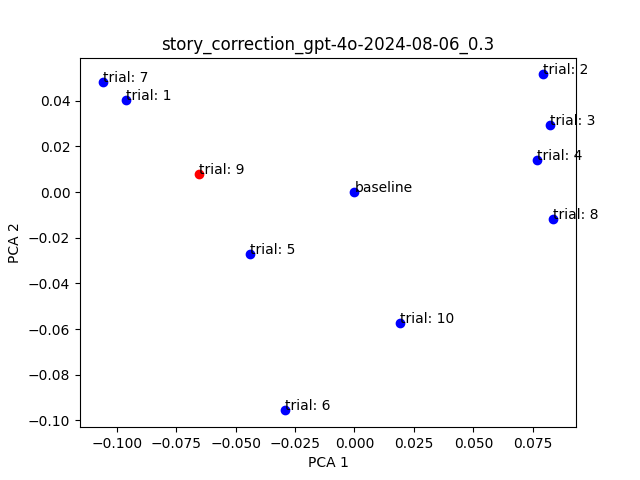 story_correction_gpt-4o-2024-08-06_0.3
trial: 2
trial: 7
trial: 1
0.04
trial: 3
0.02
trial: 4
trial: 9
0.00
baseline
trial: 8
−0.02
trial: 5
−0.04
trial: 10
−0.06
−0.08
trial: 6
−0.10
−0.100 −0.075 −0.050 −0.025 0.000 0.025 0.050 0.075
PCA 1
PCA 2